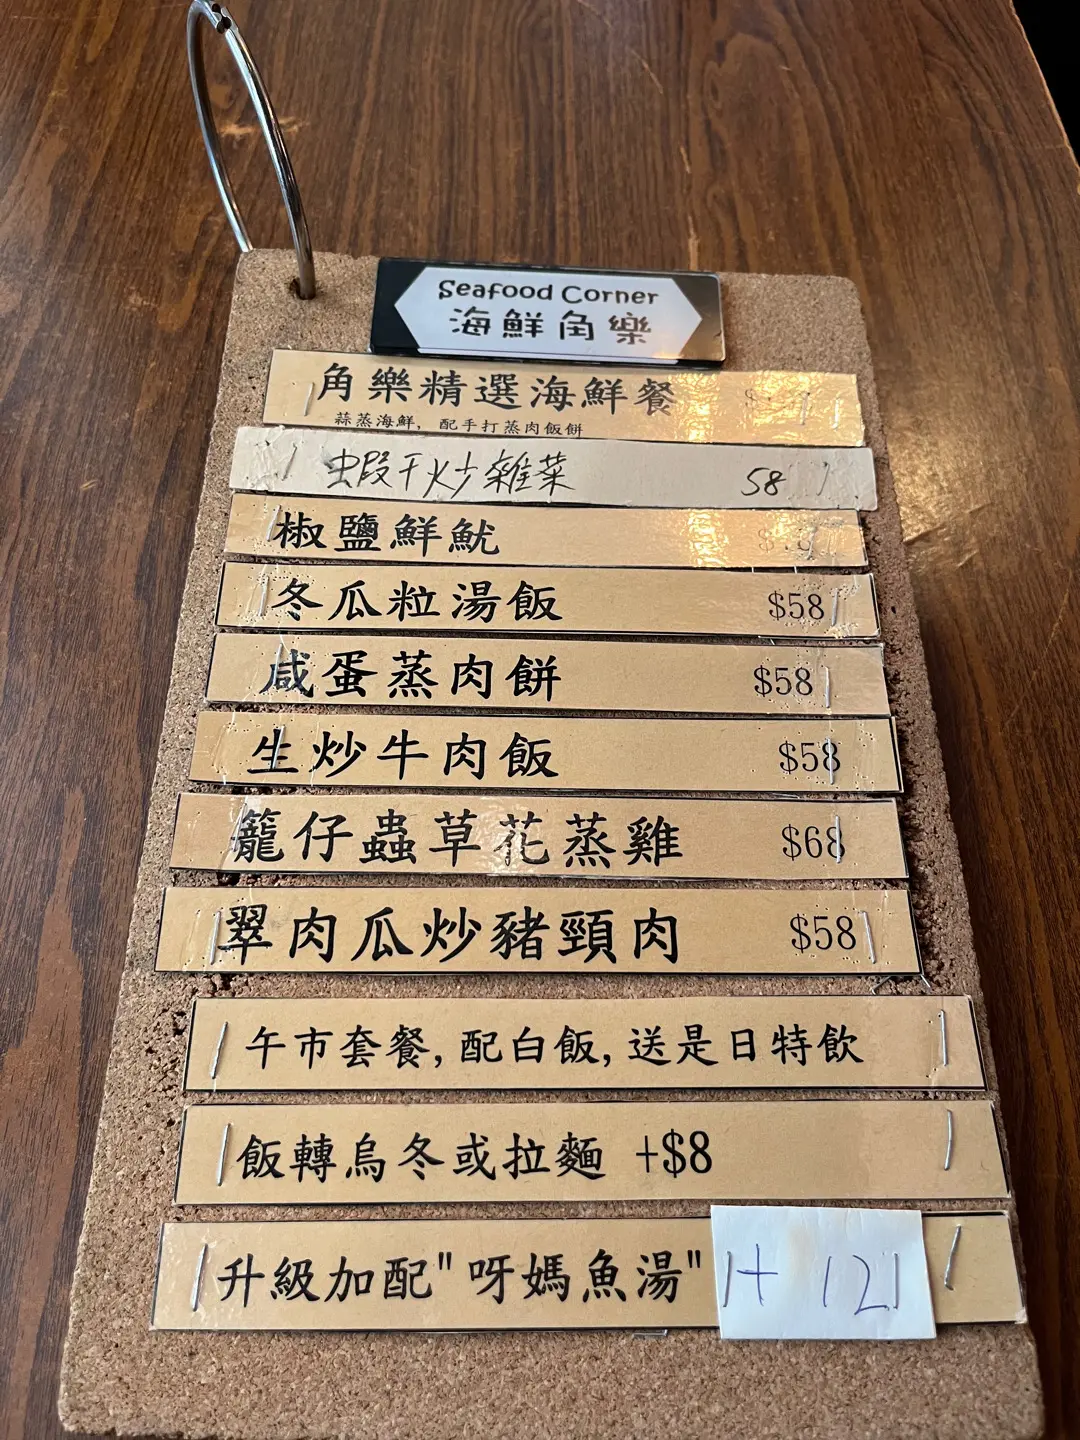 Seafood Corner
海鮮角樂
角樂精選海鮮餐
蒜蒸海鮮, 配手打蒸肉飯餅
蝦干炒雜菜 58
椒鹽鮮魷
冬瓜粒湯飯 $58
咸蛋蒸肉餅 $58
生炒牛肉飯 $58
籠仔蟲草花蒸雞 $68
翠肉瓜炒豬頸肉 $58
午市套餐, 配白飯, 送是日特飲
飯轉烏冬或拉麵 +$8
升級加配"呀媽魚湯" + 12